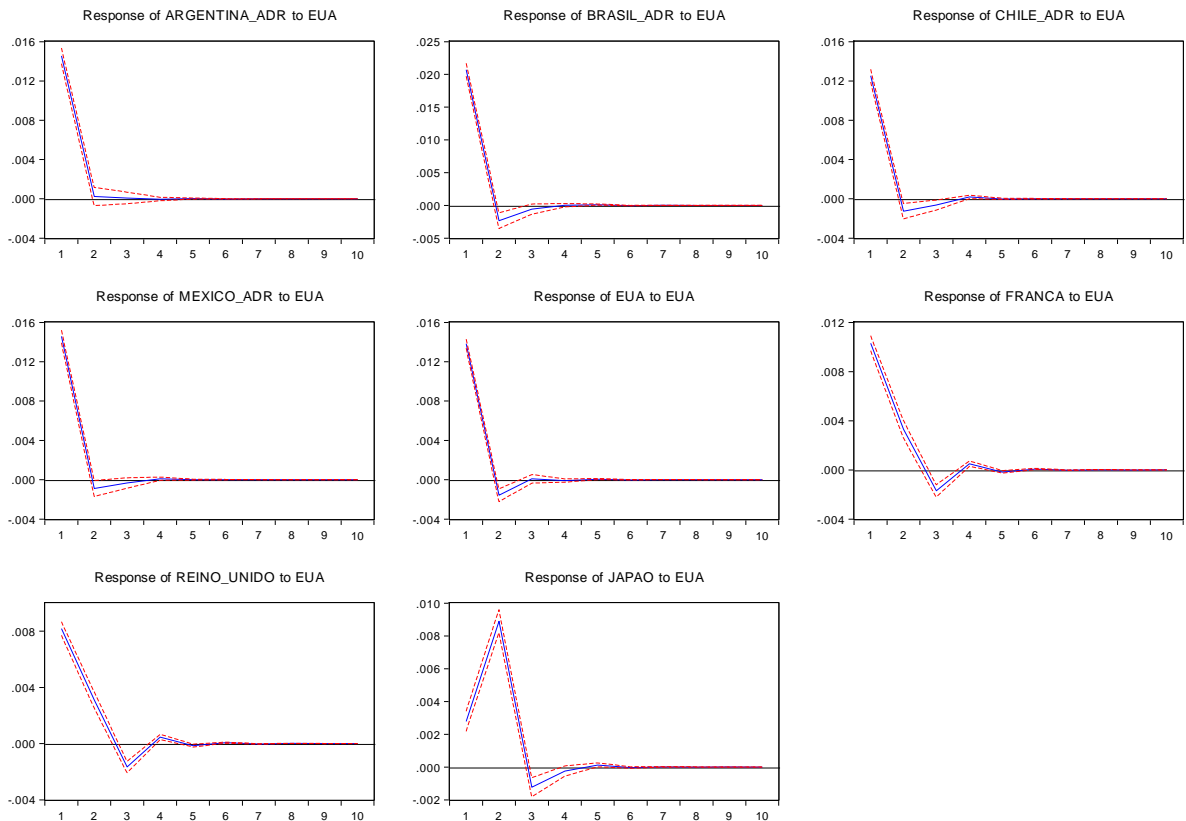 Response of ARGENTINA_ADR to EUA
.016
.012
.008
.004
.000
-.004
1 2 3 4 5 6 7 8 9 10
Response of BRASIL_ADR to EUA
.025
.020
.015
.010
.005
.000
-.005
1 2 3 4 5 6 7 8 9 10
Response of CHILE_ADR to EUA
.016
.012
.008
.004
.000
-.004
1 2 3 4 5 6 7 8 9 10
Response of MEXICO_ADR to EUA
.016
.012
.008
.004
.000
-.004
1 2 3 4 5 6 7 8 9 10
Response of EUA to EUA
.016
.012
.008
.004
.000
-.004
1 2 3 4 5 6 7 8 9 10
Response of FRANCA to EUA
.012
.008
.004
.000
-.004
1 2 3 4 5 6 7 8 9 10
Response of REINO_UNIDO to EUA
.008
.004
.000
-.004
1 2 3 4 5 6 7 8 9 10
Response of JAPAO to EUA
.010
.008
.006
.004
.002
.000
-.002
1 2 3 4 5 6 7 8 9 10